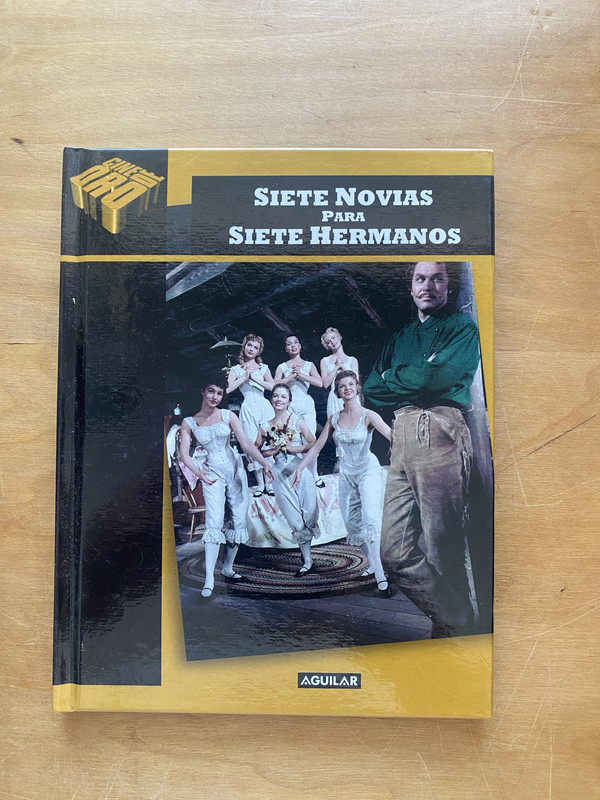 CINE DE
ORO
SIETE NOVIAS
PARA
SIETE HERMANOS
AGUILAR